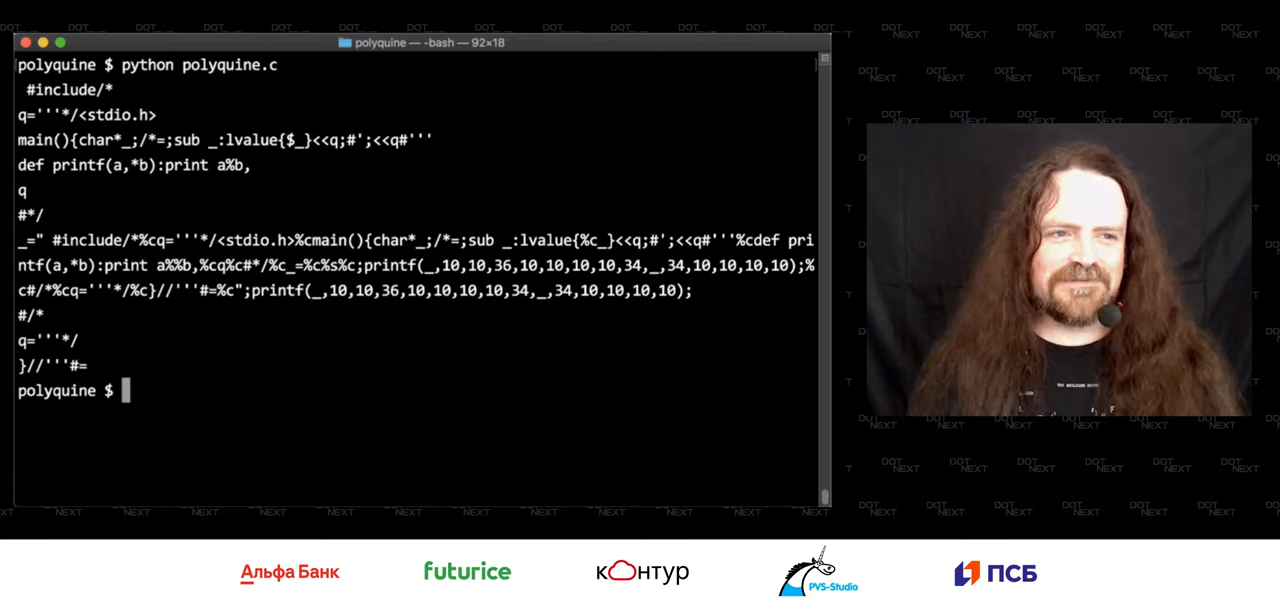 polyquine — -bash — 92×18
polyquine $ python polyquine.c
 #include/*
q='''*/<stdio.h>
main(){char*_;/*=;sub _:lvalue{$_}<<q;#';<<q#'''
def printf(a,*b):print a%b,
q
#*/
_=" #include/*%cq='''*/<stdio.h>%cmain(){char*_;/*=;sub _:lvalue{%c_}<<q;#';<<q#'''%cdef pri
ntf(a,*b):print a%%b,%cq%c#*/%c_=%c%s%c;printf(_,10,10,36,10,10,10,10,34,_,34,10,10,10,10);%
c#/*%cq='''*/%c}//'''#=%c";printf(_,10,10,36,10,10,10,10,34,_,34,10,10,10,10);
#/*
q='''*/
}//'''#=
polyquine $
DOT
NEXT
Альфа Банк
futurice
контур
PVS-Studio
ПСБ